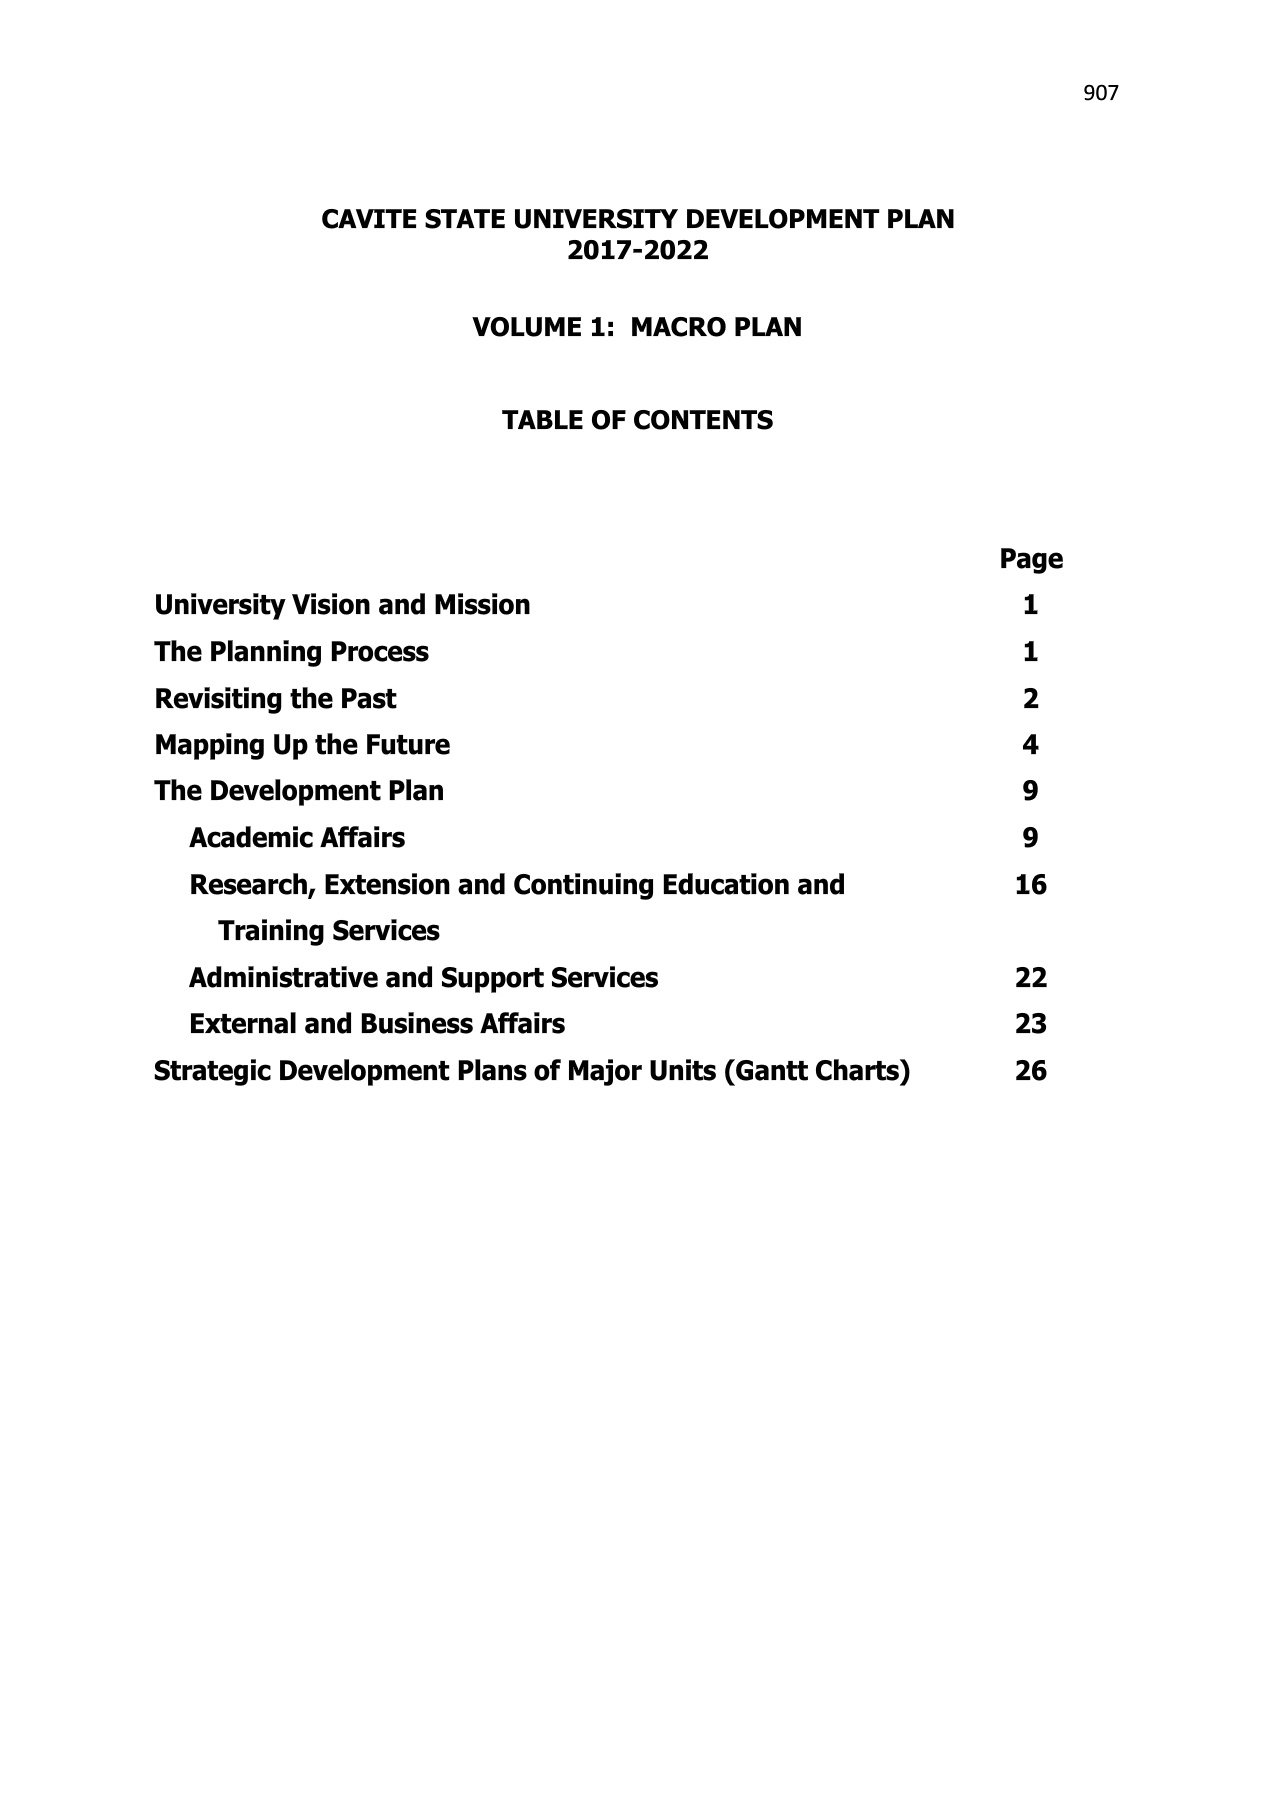 907
CAVITE STATE UNIVERSITY DEVELOPMENT PLAN
2017-2022
VOLUME 1:  MACRO PLAN
TABLE OF CONTENTS
Page
University Vision and Mission 1
The Planning Process 1
Revisiting the Past 2
Mapping Up the Future 4
The Development Plan 9
Academic Affairs 9
Research, Extension and Continuing Education and 16
Training Services
Administrative and Support Services 22
External and Business Affairs 23
Strategic Development Plans of Major Units (Gantt Charts) 26